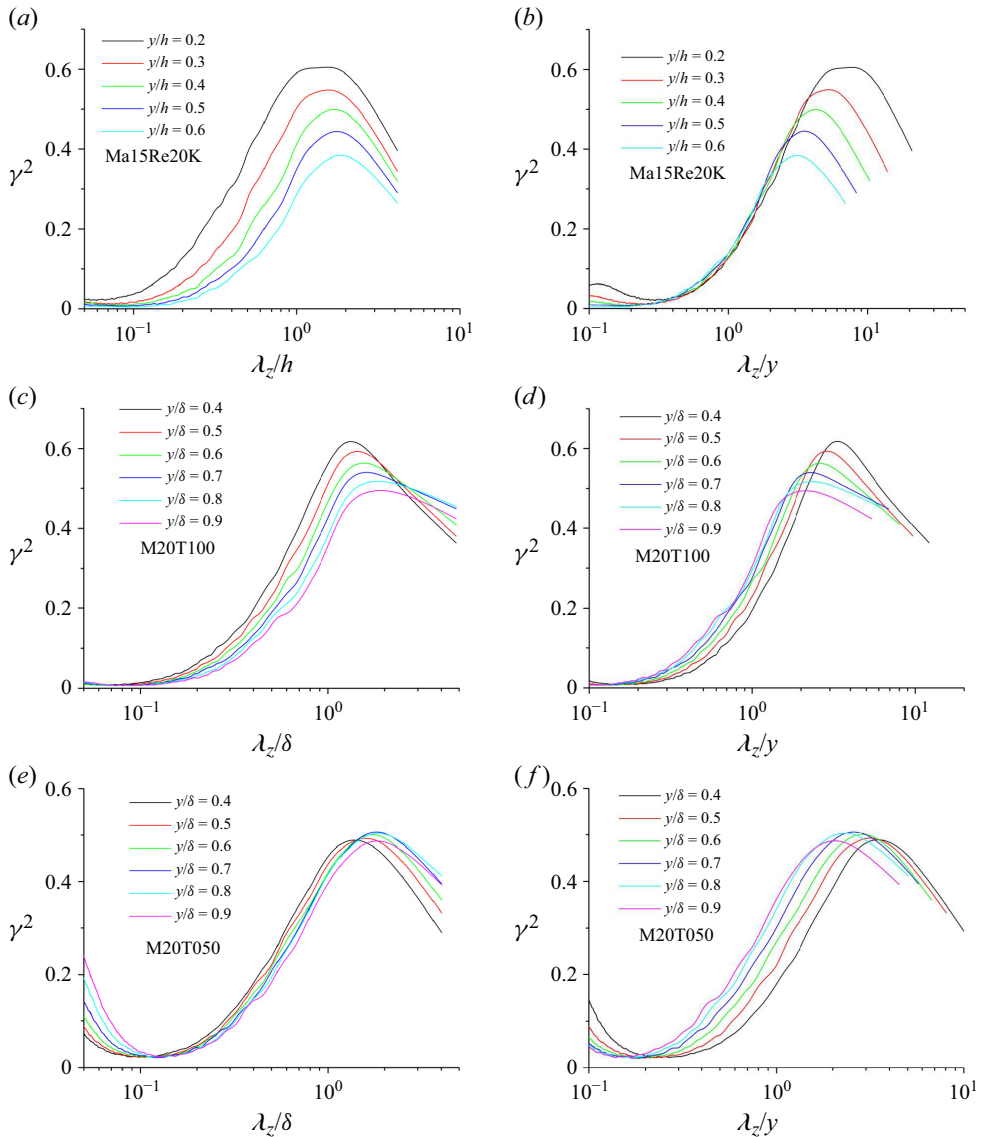 (a)
y/h = 0.2
y/h = 0.3
y/h = 0.4
y/h = 0.5
y/h = 0.6
Ma15Re20K
γ²
0.6
0.4
0.2
0
10⁻¹
10⁰
10¹
λz/h
(b)
y/h = 0.2
y/h = 0.3
y/h = 0.4
y/h = 0.5
y/h = 0.6
Ma15Re20K
γ²
0.6
0.4
0.2
0
10⁻¹
10⁰
10
λz/y
(c)
y/δ = 0.4
y/δ = 0.5
y/δ = 0.6
y/δ = 0.7
y/δ = 0.8
y/δ = 0.9
M20T100
γ²
0.6
0.4
0.2
0
10⁻¹
10⁰
λz/δ
(d)
y/δ = 0.4
y/δ = 0.5
y/δ = 0.6
y/δ = 0.7
y/δ = 0.8
y/δ = 0.9
M20T100
γ²
0.6
0.4
0.2
0
10⁻¹
10⁰
10¹
λz/y
(e)
y/δ = 0.4
y/δ = 0.5
y/δ = 0.6
y/δ = 0.7
y/δ = 0.8
y/δ = 0.9
M20T050
γ²
0.6
0.4
0.2
0
10⁻¹
10⁰
λz/δ
(f)
y/δ = 0.4
y/δ = 0.5
y/δ = 0.6
y/δ = 0.7
y/δ = 0.8
y/δ = 0.9
M20T050
γ²
0.6
0.4
0.2
0
10⁻¹
10⁰
10¹
λz/y